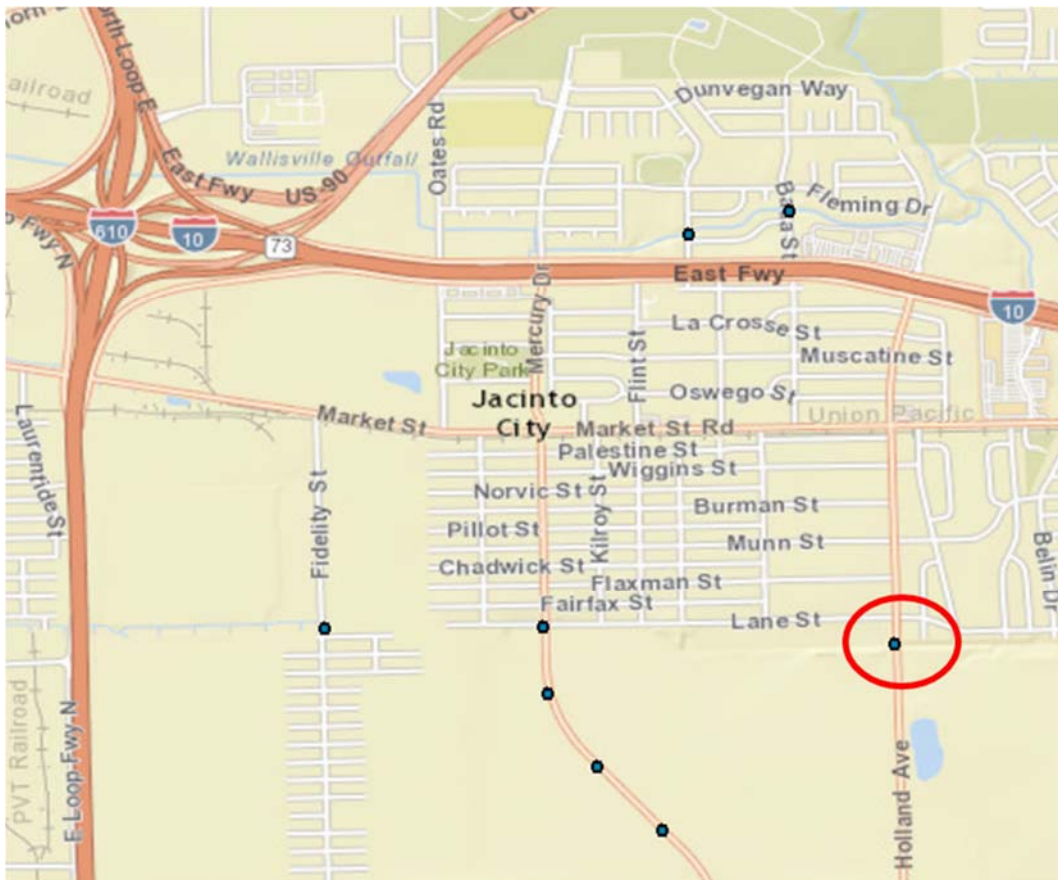 North Loop E
Railroad
East Fwy
US-90
Wallisville Outfall
Oates Rd
Dunvegan Way
Fleming Dr
610
10
73
Fwy N
East Fwy
10
Mercury Dr
Flint St
La Crosse St
Muscatine St
Jacinto
City Park
Oswego St
Jacinto
City
Union Pacific
Market St
Market St Rd
Laurentide St
Palestine St
Wiggins St
Norvic St
Kilroy St
Burman St
Pillot St
Munn St
Fidelity St
Chadwick St
Flaxman St
Belin Dr
Fairfax St
Lane St
PVT Railroad
E Loop Fwy N
Holland Ave